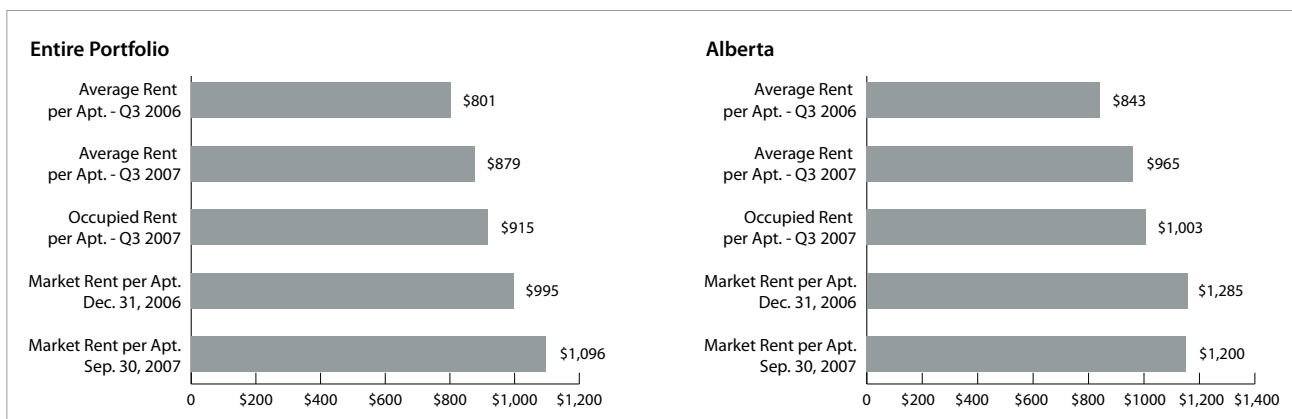 Entire Portfolio
Average Rent
per Apt. - Q3 2006
$801
Average Rent
per Apt. - Q3 2007
$879
Occupied Rent
per Apt. - Q3 2007
$915
Market Rent per Apt.
Dec. 31, 2006
$995
Market Rent per Apt.
Sep. 30, 2007
$1,096
0 $200 $400 $600 $800 $1,000 $1,200
Alberta
Average Rent
per Apt. - Q3 2006
$843
Average Rent
per Apt. - Q3 2007
$965
Occupied Rent
per Apt. - Q3 2007
$1,003
Market Rent per Apt.
Dec. 31, 2006
$1,285
Market Rent per Apt.
Sep. 30, 2007
$1,200
0 $200 $400 $600 $800 $1000 $1,200 $1,400